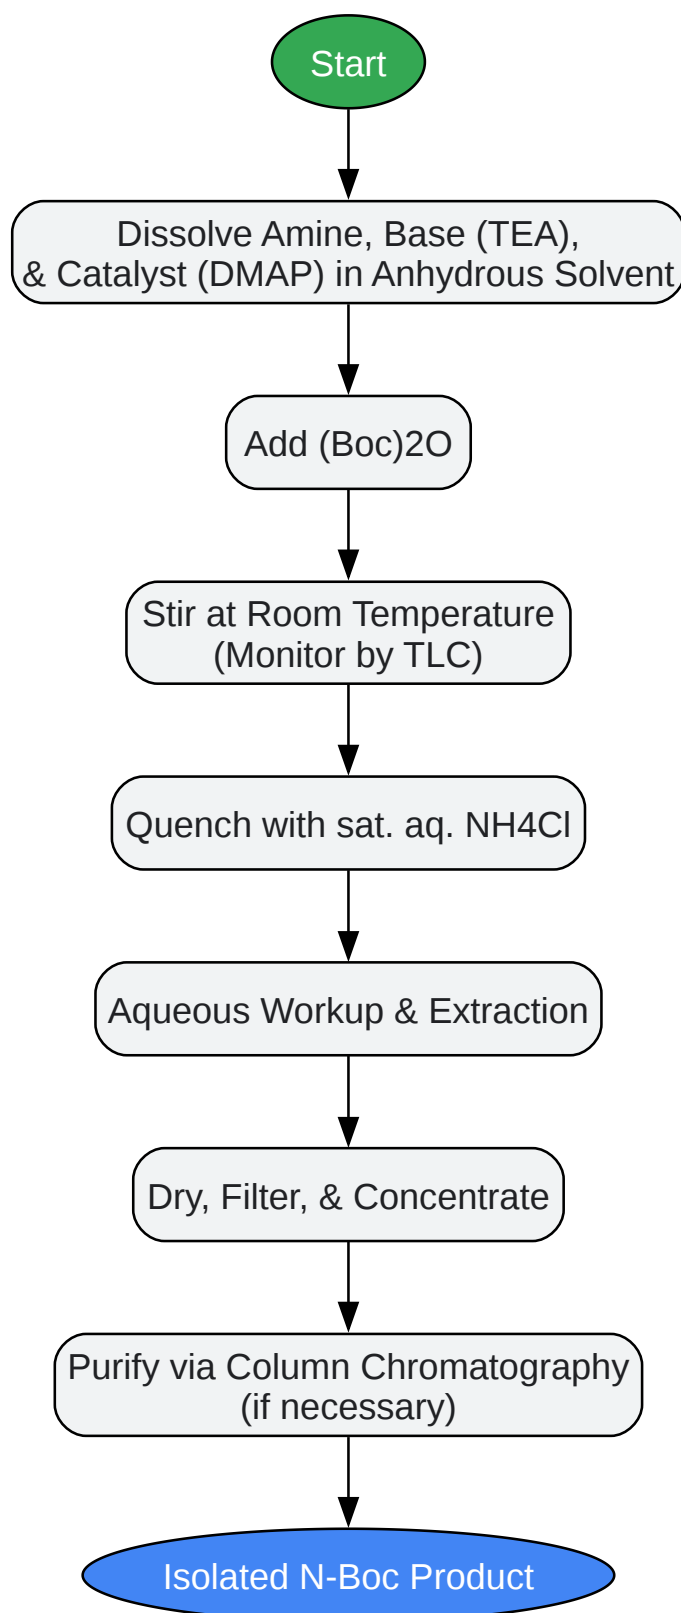 Start
Dissolve Amine, Base (TEA),
& Catalyst (DMAP) in Anhydrous Solvent
Add (Boc)2O
Stir at Room Temperature
(Monitor by TLC)
Quench with sat. aq. NH4Cl
Aqueous Workup & Extraction
Dry, Filter, & Concentrate
Purify via Column Chromatography
(if necessary)
Isolated N-Boc Product